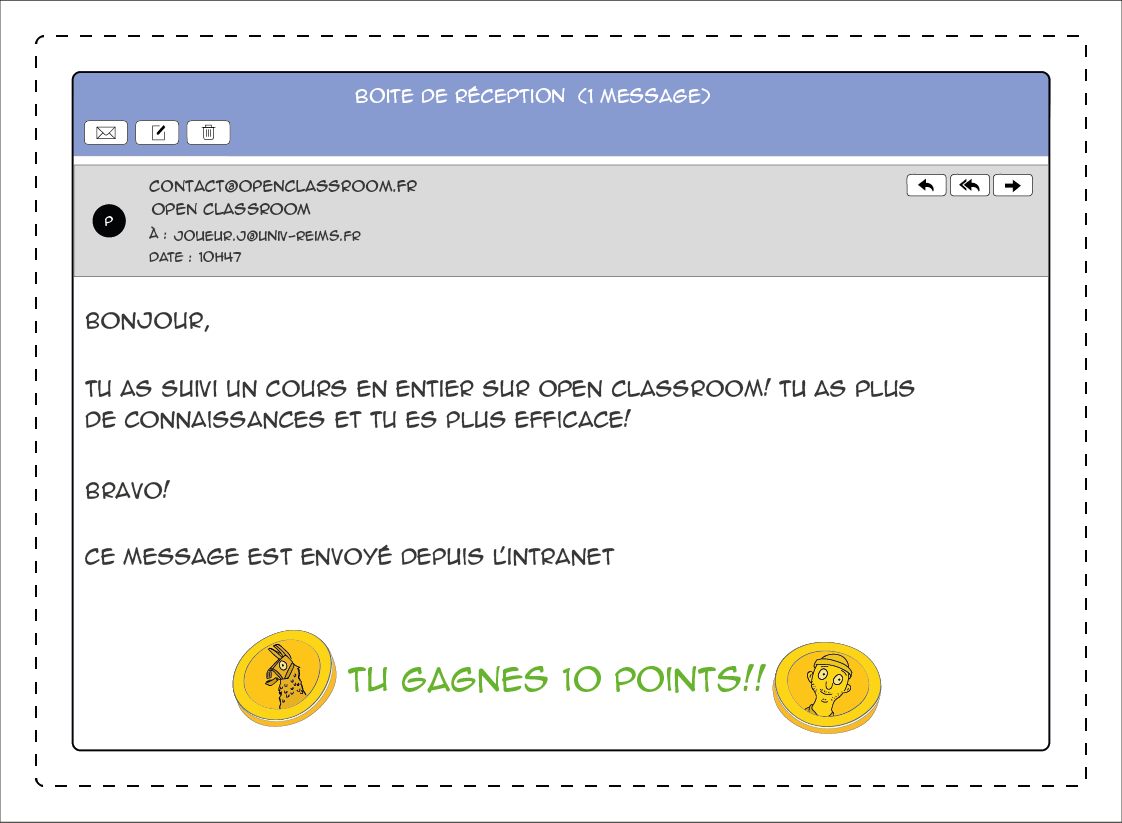 BOITE DE RÉCEPTION (1 MESSAGE)
CONTACT@OPENCLASSROOM.FR
OPEN CLASSROOM
P
À : JOUEUR.J@UNIV-REIMS.FR
DATE : 10H47
BONJOUR,
TU AS SUIVI UN COURS EN ENTIER SUR OPEN CLASSROOM! TU AS PLUS
DE CONNAISSANCES ET TU ES PLUS EFFICACE!
BRAVO!
CE MESSAGE EST ENVOYÉ DEPUIS L'INTRANET
TU GAGNES 10 POINTS!!